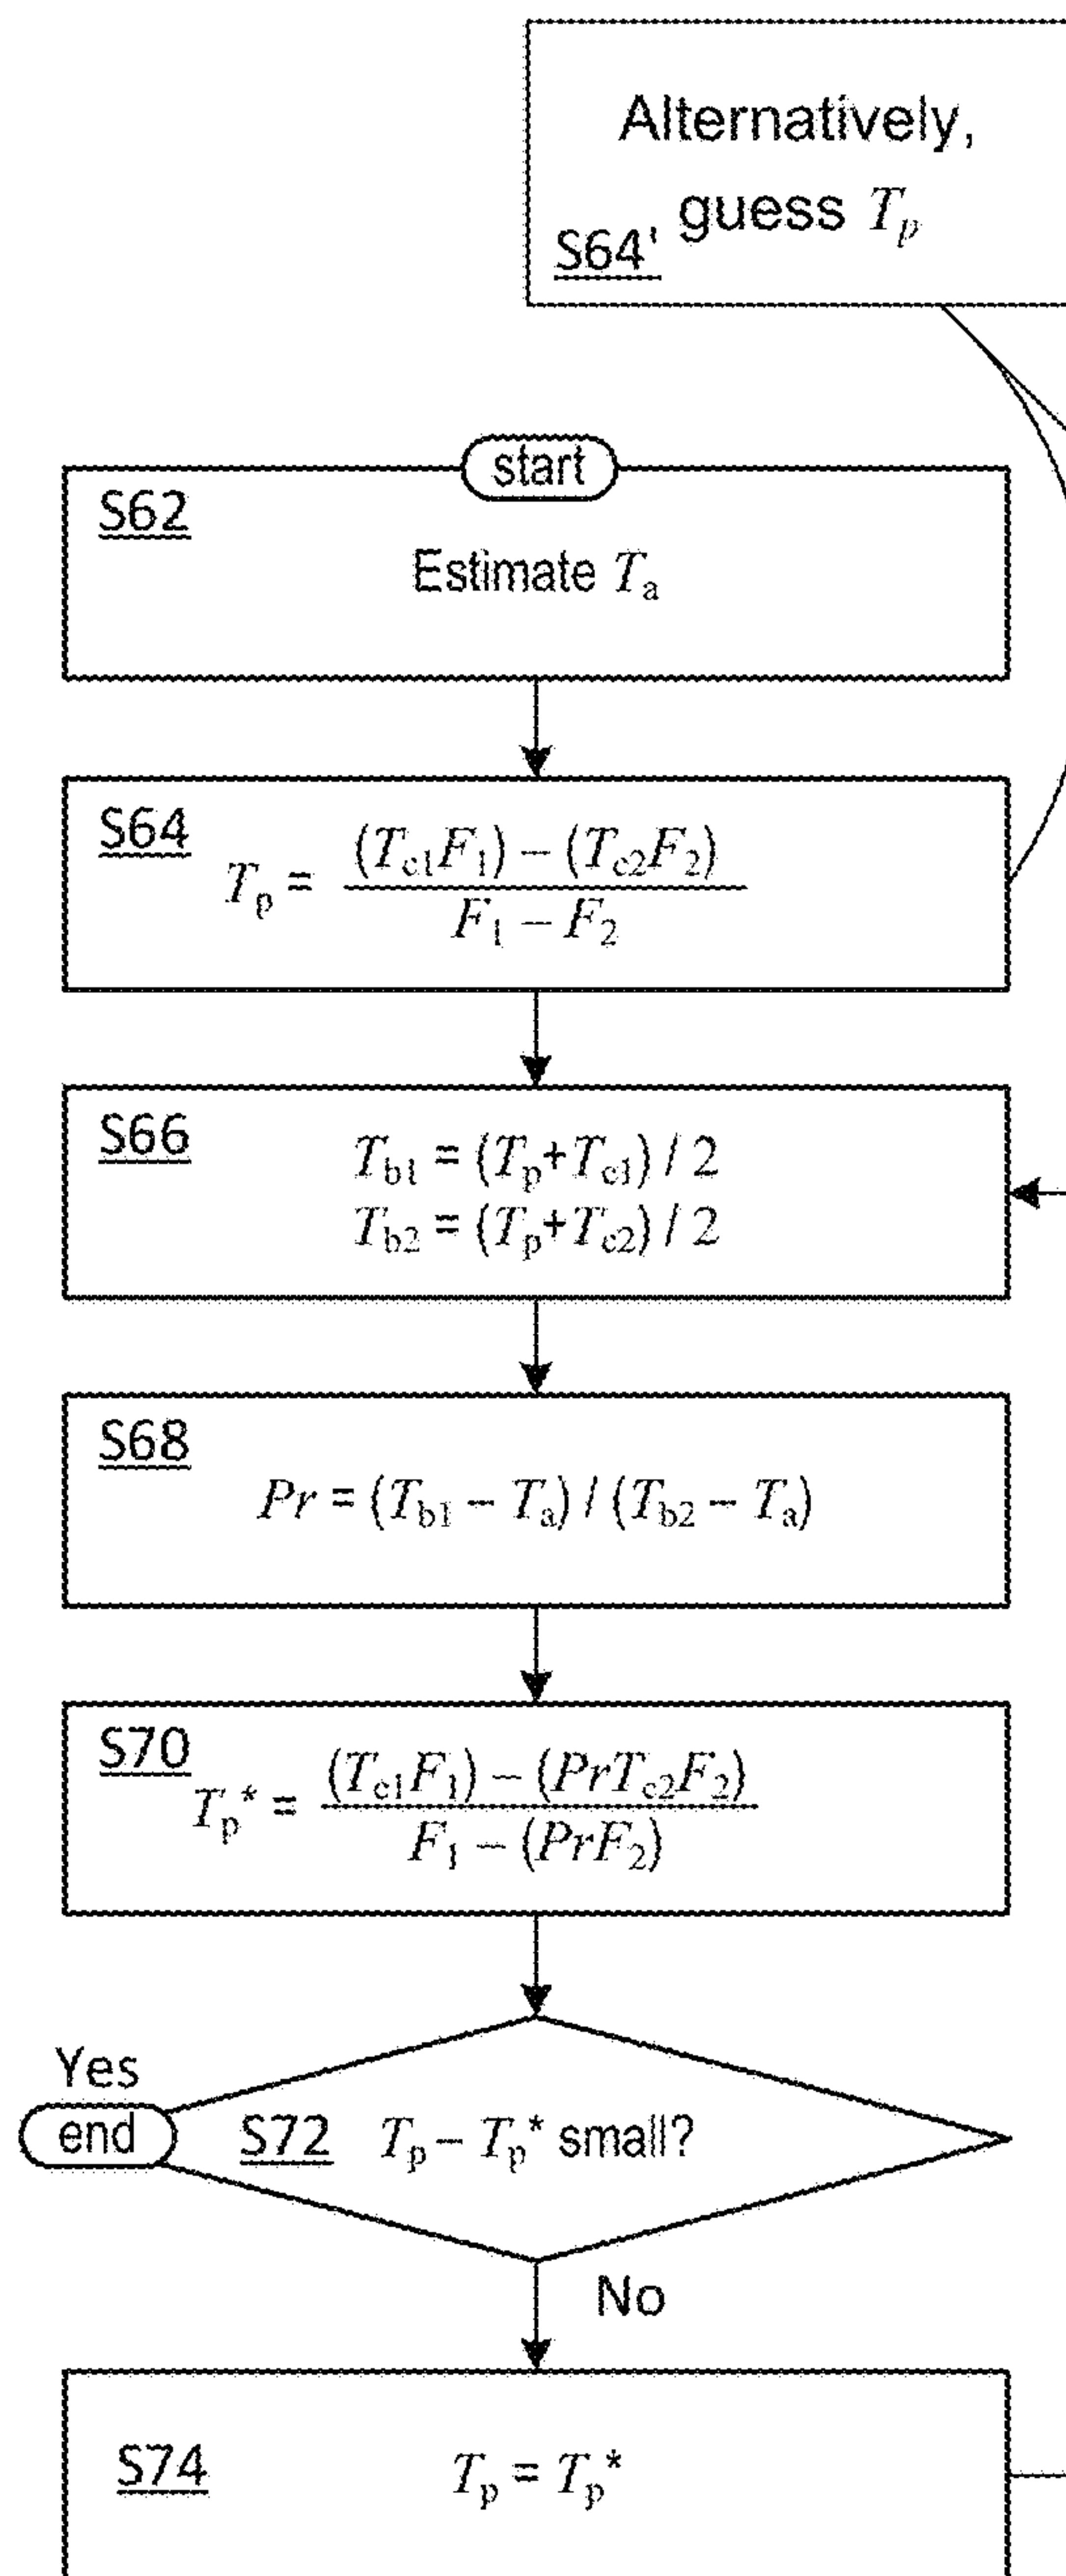 Alternatively,
guess Tp
S64'
start
S62
Estimate Ta
S64
Tp = (Tc1F1) – (Tc2F2)
F1 – F2
S66
Tb1 = (Tp+Tc1) / 2
Tb2 = (Tp+Tc2) / 2
S68
Pr = (Tb1 – Ta) / (Tb2 – Ta)
S70
Tp* = (Tc1F1) – (PrTc2F2)
F1 – (PrF2)
Yes
end
S72 Tp – Tp* small?
No
S74
Tp = Tp*